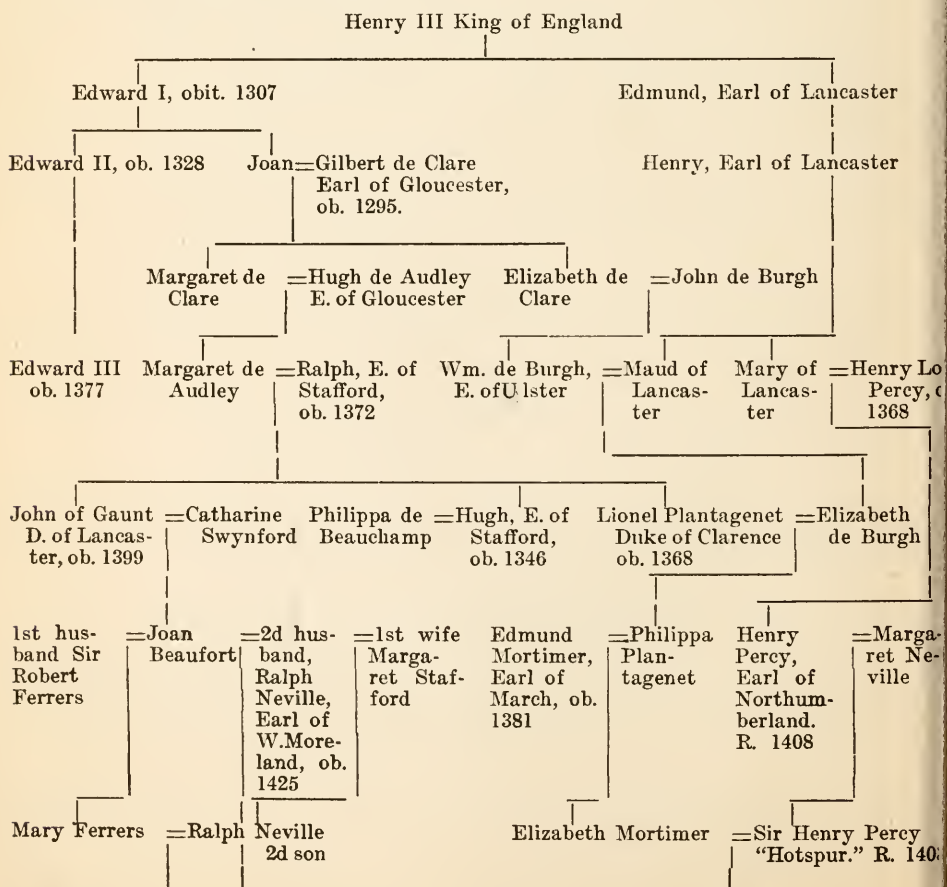 Henry III King of England
Edward I, obit. 1307
Edmund, Earl of Lancaster
Edward II, ob. 1328
Joan=Gilbert de Clare
Earl of Gloucester,
ob. 1295.
Henry, Earl of Lancaster
Margaret de
Clare
=Hugh de Audley
E. of Gloucester
Elizabeth de
Clare
=John de Burgh
Edward III
ob. 1377
Margaret de
Audley
=Ralph, E. of
Stafford,
ob. 1372
Wm. de Burgh,
E. of Ulster
=Maud of
Lancas-
ter
Mary of
Lancas-
ter
=Henry
Percy,
1368
John of Gaunt
D. of Lancas-
ter, ob. 1399
=Catharine
Swynford
Philippa de
Beauchamp
=Hugh, E. of
Stafford,
ob. 1346
Lionel Plantagenet
Duke of Clarence
ob. 1368
=Elizabeth
de Burgh
1st hus-
band Sir
Robert
Ferrers
=Joan
Beaufort
=2d hus-
band,
Ralph
Neville,
Earl of
W.More-
land, ob.
1425
=1st wife
Marga-
ret Staf-
ford
Edmund
Mortimer,
Earl of
March, ob.
1381
=Philippa
Plan-
tagenet
Henry
Percy,
Earl of
Northum-
berland.
R. 1408
=Marga-
ret Ne-
ville
Mary Ferrers
=Ralph Neville
2d son
Elizabeth Mortimer
=Sir Henry Percy
"Hotspur." R.